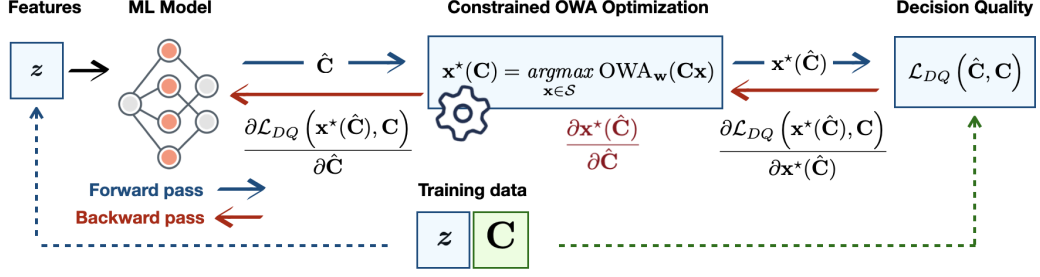 Features
ML Model
Constrained OWA Optimization
Decision Quality
z
Ĉ
x⋆(C) = argmax OWA_w(Cx)
x∈S
x⋆(Ĉ)
L_DQ (Ĉ, C)
∂L_DQ (x⋆(Ĉ), C)
∂Ĉ
∂x⋆(Ĉ)
∂Ĉ
∂L_DQ (x⋆(Ĉ), C)
∂x⋆(Ĉ)
Forward pass
Backward pass
Training data
z C